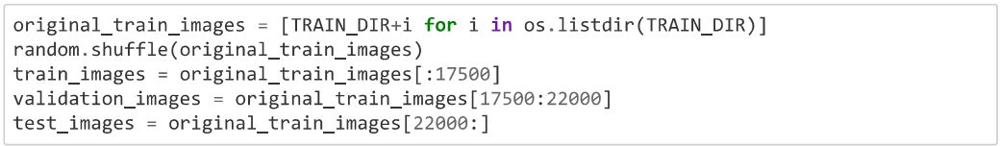 original_train_images = [TRAIN_DIR+i for i in os.listdir(TRAIN_DIR)]
random.shuffle(original_train_images)
train_images = original_train_images[:17500]
validation_images = original_train_images[17500:22000]
test_images = original_train_images[22000:]